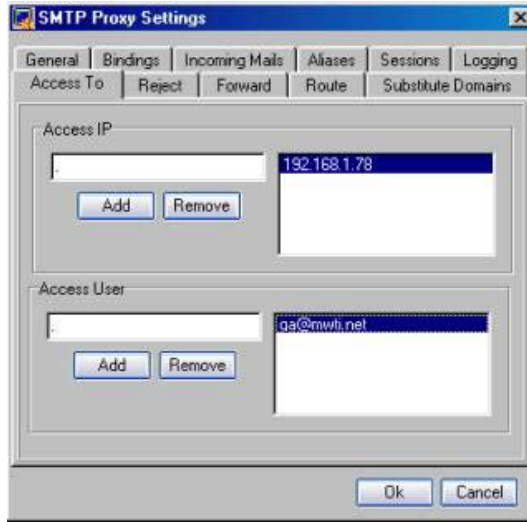 SMTP Proxy Settings
General Bindings Incoming Mails Aliases Sessions Logging
Access To Reject Forward Route Substitute Domains
Access IP
. 192.168.1.78
Add Remove
Access User
. ga@mwti.net
Add Remove
Ok Cancel